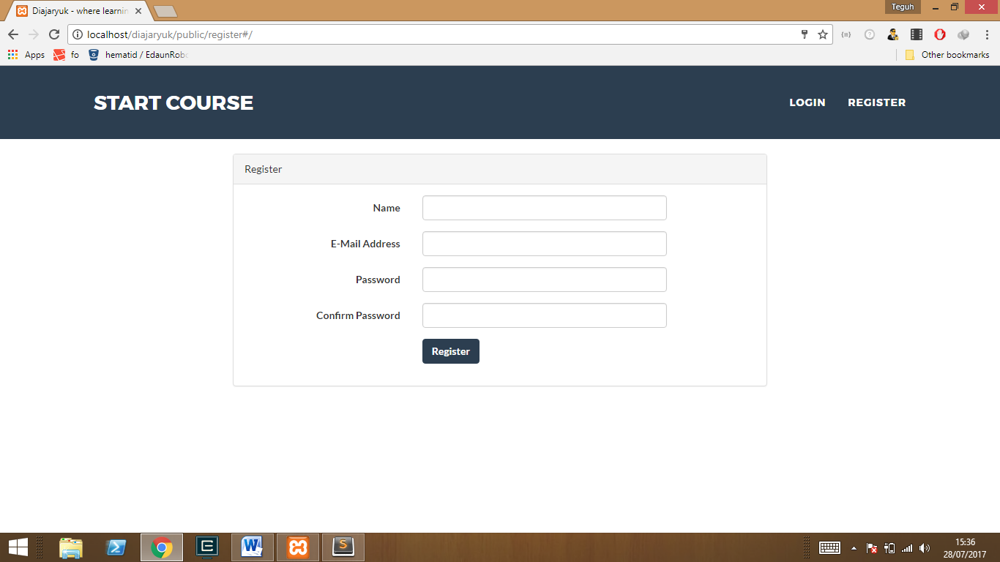 Diajaryuk - where learnin
Teguh
localhost/diajaryuk/public/register#/
Apps
fo
hematid / EdaunRob
Other bookmarks
START COURSE
LOGIN
REGISTER
Register
Name
E-Mail Address
Password
Confirm Password
Register
15:36
28/07/2017